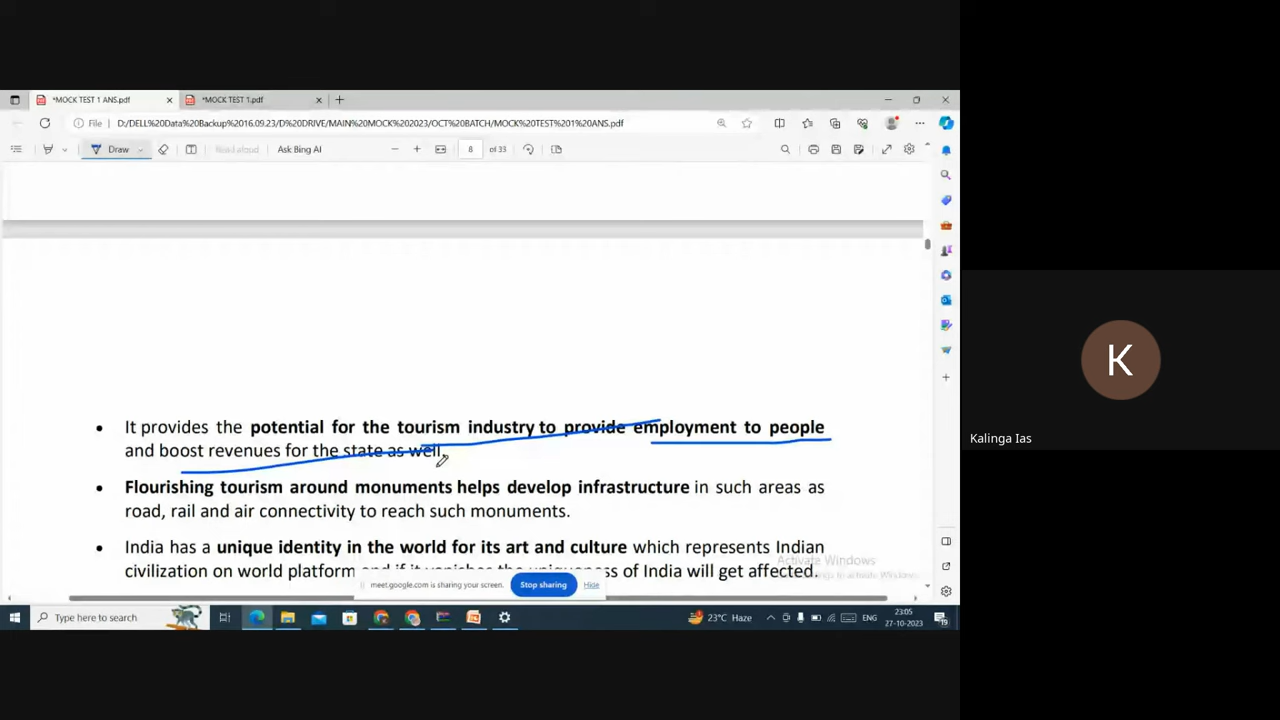 *MOCK TEST 1 ANS.pdf
*MOCK TEST 1.pdf
File
D:/DELL%20Data%20Backup%2016.09.23/D%20DRIVE/MAIN%20MOCK%202023/OCT%20BATCH/MOCK%20TEST%201%20ANS.pdf
Draw
Read aloud
Ask Bing AI
8 of 33
K
Kalinga Ias
• It provides the potential for the tourism industry to provide employment to people
and boost revenues for the state as well.
• Flourishing tourism around monuments helps develop infrastructure in such areas as
road, rail and air connectivity to reach such monuments.
• India has a unique identity in the world for its art and culture which represents Indian
civilization on world platform and if it vanishes the uniqueness of India will get affected.
Activate Windows
meet.google.com is sharing your screen.
Stop sharing
Hide
Type here to search
23°C Haze
ENG
23:05
27-10-2023